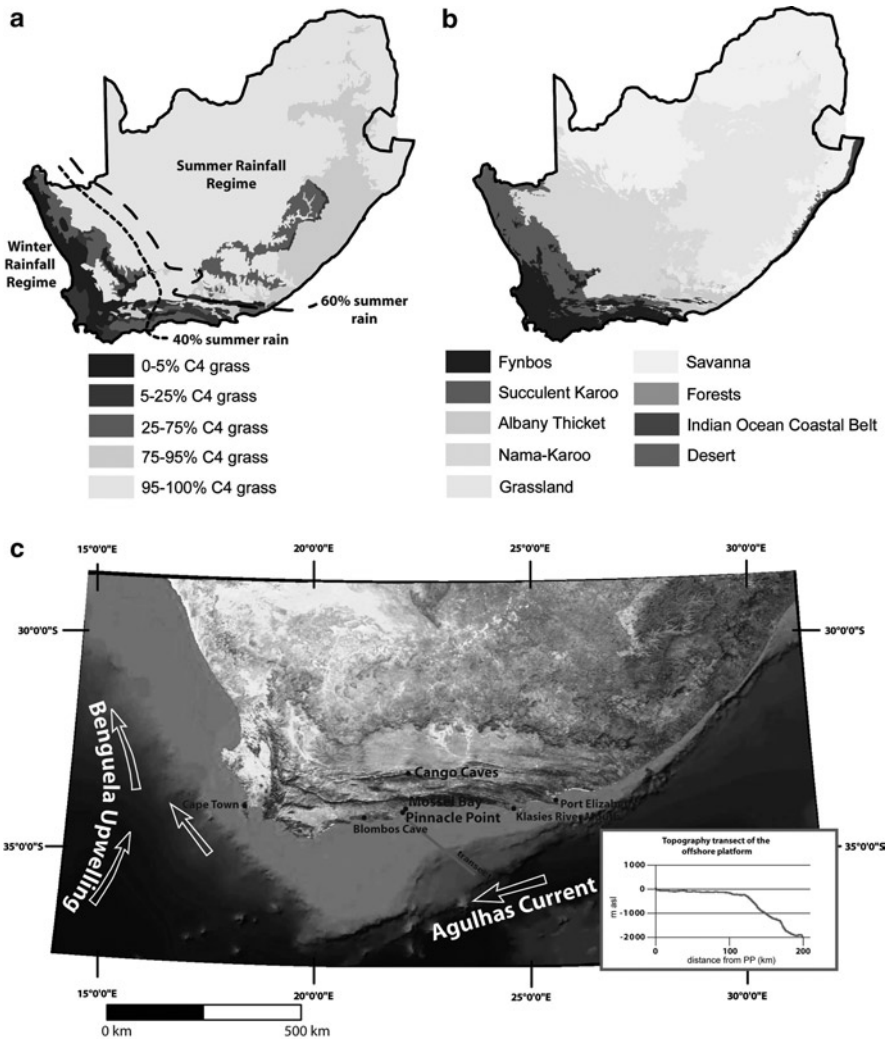 a
b
Summer Rainfall
Regime
Winter
Rainfall
Regime
60% summer
rain
40% summer rain
0-5% C4 grass
5-25% C4 grass
25-75% C4 grass
75-95% C4 grass
95-100% C4 grass
Fynbos
Succulent Karoo
Albany Thicket
Nama-Karoo
Grassland
Savanna
Forests
Indian Ocean Coastal Belt
Desert
c
15°0'0"E
20°0'0"E
25°0'0"E
30°0'0"E
30°0'0"S
30°0'0"S
Benguela Upwelling
Cango Caves
Cape Town
Mossel Bay
Pinnacle Point
Port Elizab
Blombos Cave
Klasies River
35°0'0"S
35°0'0"S
Agulhas Current
Topography transect of the
offshore platform
1000
0
-1000
-2000
m asl
0
100
200
distance from PP (km)
15°0'0"E
20°0'0"E
25°0'0"E
30°0'0"E
0 km
500 km